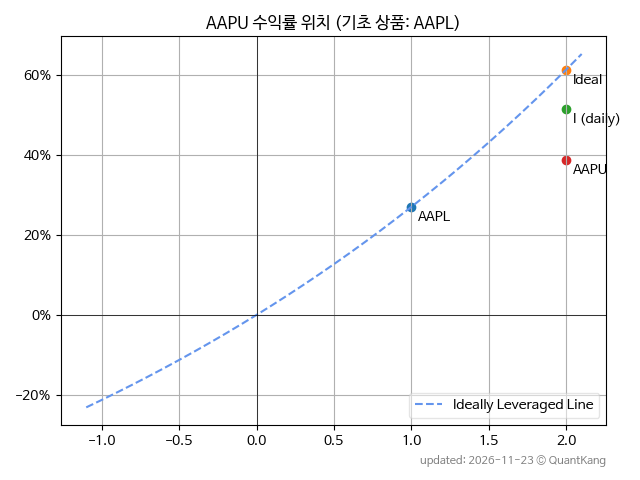 AAPU 수익률 위치 (기초 상품: AAPL)
60%
40%
20%
0%
−20%
Ideal
I (daily)
AAPU
AAPL
Ideally Leveraged Line
−1.0 −0.5 0.0 0.5 1.0 1.5 2.0
updated: 2026-11-23 © QuantKang